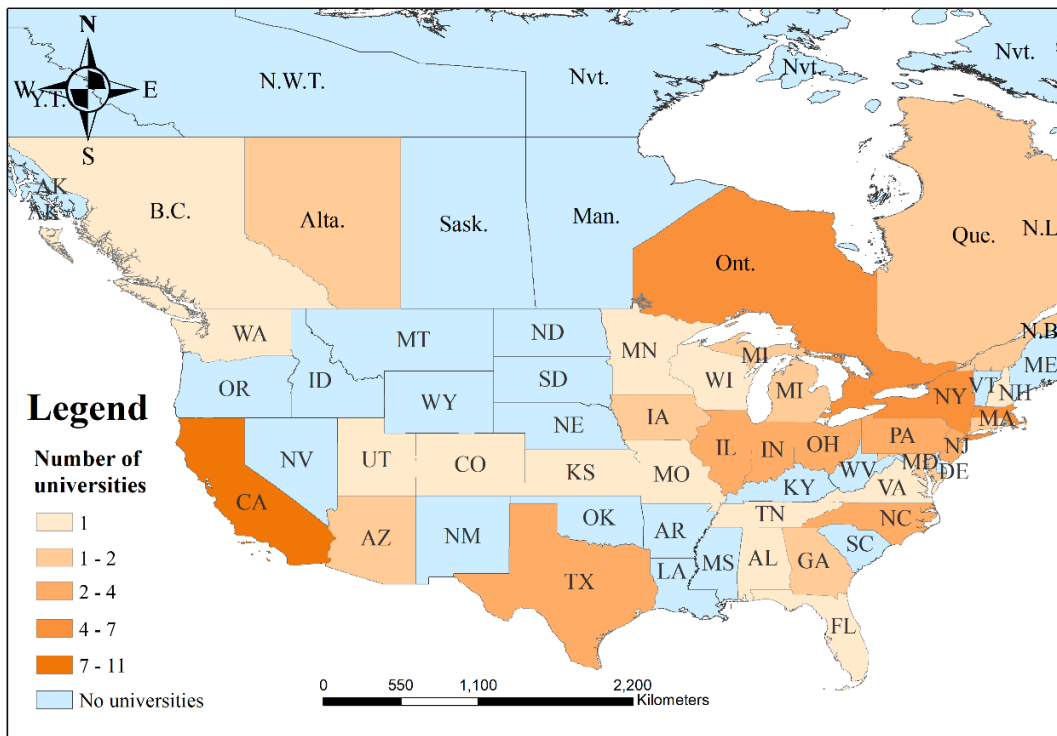 N
W
E
S
Y.T.
N.W.T.
Nvt.
Nvt.
Nvt.
AK
AK
B.C.
Alta.
Sask.
Man.
Ont.
Que.
N.L
N.B
WA
MT
ND
MN
WI
MI
MI
ME
VT
NH
NY
MA
OR
ID
WY
SD
NE
IA
IL
IN
OH
PA
NJ
MD
DE
WV
VA
NV
UT
CO
KS
MO
KY
CA
AZ
NM
OK
AR
TN
NC
SC
TX
LA
MS
AL
GA
FL
Legend
Number of
universities
1
1 - 2
2 - 4
4 - 7
7 - 11
No universities
0 550 1,100 2,200
Kilometers